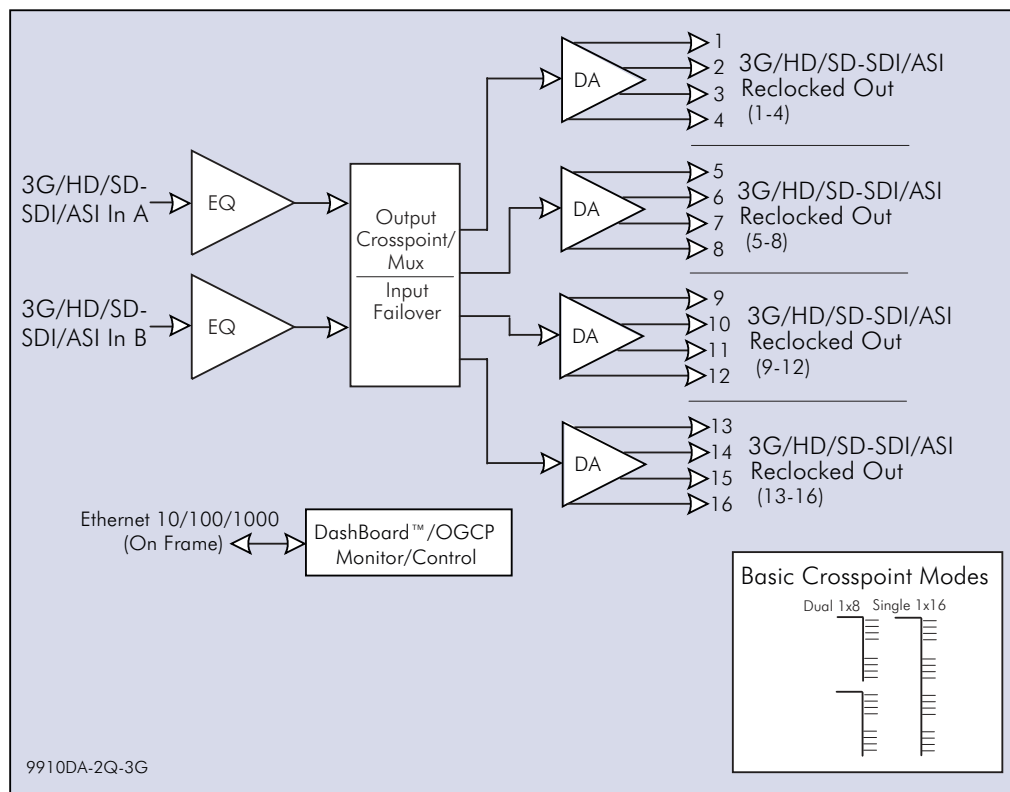 3G/HD/SD-
SDI/ASI In A
EQ
3G/HD/SD-
SDI/ASI In B
EQ
Output
Crosspoint/
Mux
Input
Failover
DA
1
2
3
4
3G/HD/SD-SDI/ASI
Reclocked Out
(1-4)
DA
5
6
7
8
3G/HD/SD-SDI/ASI
Reclocked Out
(5-8)
DA
9
10
11
12
3G/HD/SD-SDI/ASI
Reclocked Out
(9-12)
DA
13
14
15
16
3G/HD/SD-SDI/ASI
Reclocked Out
(13-16)
Ethernet 10/100/1000
(On Frame)
DashBoard™/OGCP
Monitor/Control
Basic Crosspoint Modes
Dual 1x8 Single 1x16
9910DA-2Q-3G